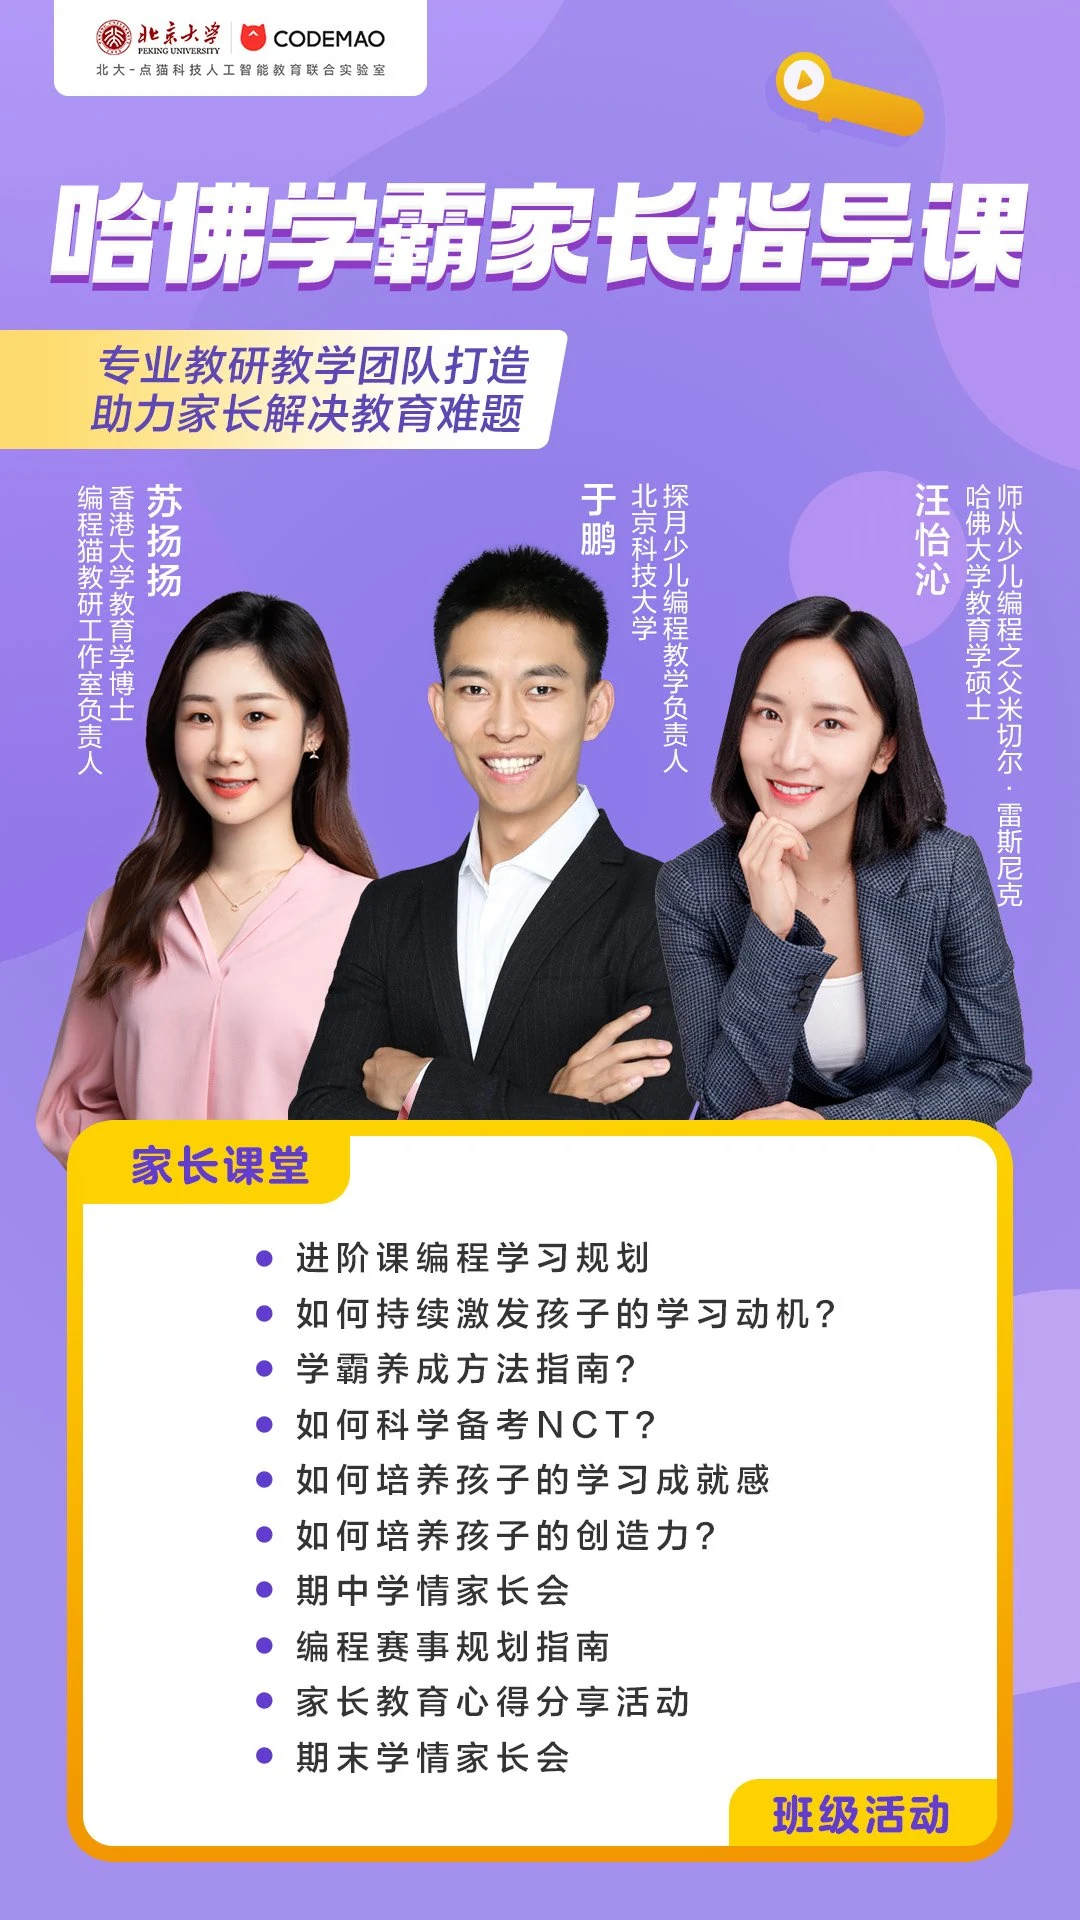 北京大学
PEKING UNIVERSITY
CODEMAO
北大-点猫科技人工智能教育联合实验室
哈佛学霸家长指导课
专业教研教学团队打造
助力家长解决教育难题
苏扬扬
香港大学教育学博士
编程猫教研工作室负责人
于鹏
探月少儿编程教学负责人
北京科技大学
汪怡沁
师从少儿编程之父米切尔·雷斯尼克
哈佛大学教育学硕士
家长课堂
进阶课编程学习规划
如何持续激发孩子的学习动机?
学霸养成方法指南?
如何科学备考NCT?
如何培养孩子的学习成就感
如何培养孩子的创造力?
期中学情家长会
编程赛事规划指南
家长教育心得分享活动
期末学情家长会
班级活动